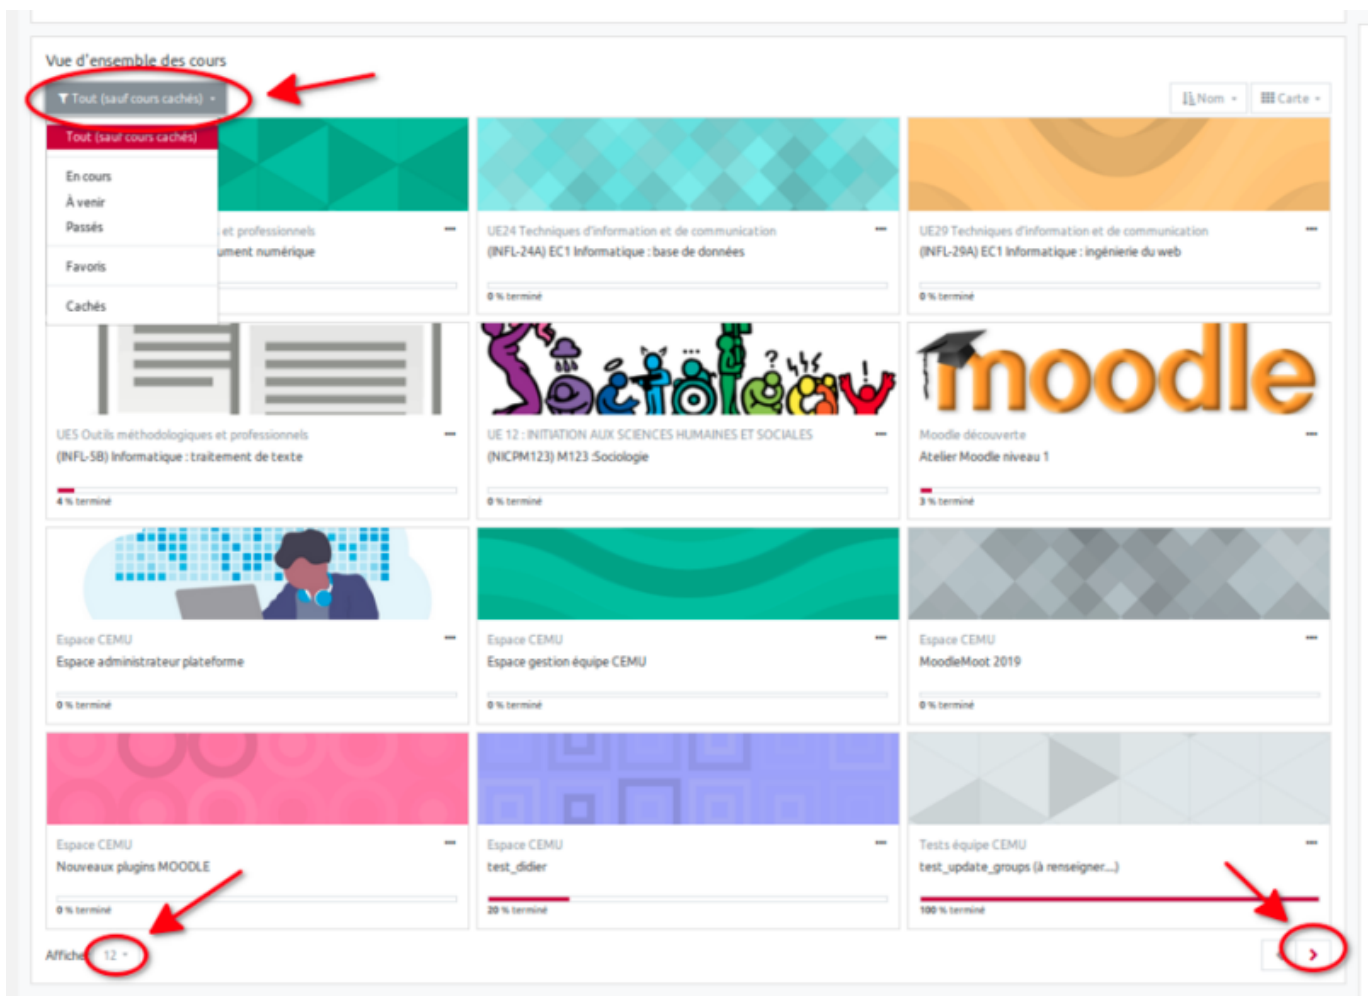 Vue d'ensemble des cours
Tout (sauf cours cachés)
Nom
Carte
Tout (sauf cours cachés)
En cours
À venir
Passés
Favoris
Cachés
et professionnels
ument numérique
UE24 Techniques d'information et de communication
(INFL-24A) EC1 Informatique : base de données
0 % terminé
UE29 Techniques d'information et de communication
(INFL-29A) EC1 Informatique : ingénierie du web
0 % terminé
Sociology
moodle
UE5 Outils méthodologiques et professionnels
(INFL-5B) Informatique : traitement de texte
4 % terminé
UE 12 : INITIATION AUX SCIENCES HUMAINES ET SOCIALES
(NICPM123) M123 :Sociologie
0 % terminé
Moodle découverte
Atelier Moodle niveau 1
3 % terminé
Espace CEMU
Espace administrateur plateforme
0 % terminé
Espace CEMU
Espace gestion équipe CEMU
0 % terminé
Espace CEMU
MoodleMoot 2019
0 % terminé
Espace CEMU
Nouveaux plugins MOODLE
0 % terminé
Espace CEMU
test_didier
20 % terminé
Tests équipe CEMU
test_update_groups (à renseigner....)
100 % terminé
Affiche 12